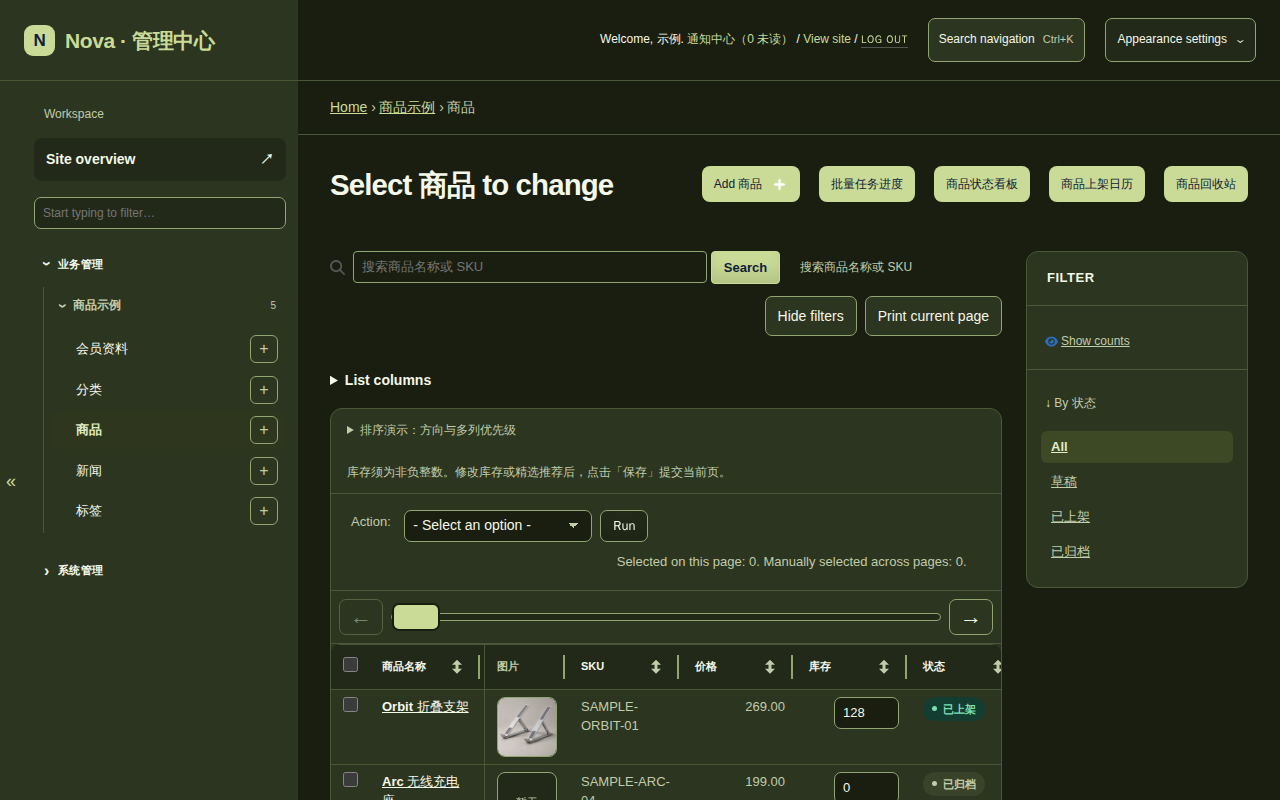 N Nova · 管理中心
Welcome, 示例. 通知中心（0 未读） / View site / LOG OUT
Search navigation Ctrl+K
Appearance settings
Workspace
Site overview
Start typing to filter…
业务管理
商品示例 5
会员资料 +
分类 +
商品 +
新闻 +
标签 +
系统管理
«
Home › 商品示例 › 商品
Select 商品 to change
Add 商品
批量任务进度
商品状态看板
商品上架日历
商品回收站
搜索商品名称或 SKU
Search
搜索商品名称或 SKU
Hide filters
Print current page
List columns
排序演示：方向与多列优先级
库存须为非负整数。修改库存或精选推荐后，点击「保存」提交当前页。
Action: - Select an option - Run
Selected on this page: 0. Manually selected across pages: 0.
← →
商品名称 图片 SKU 价格 库存 状态
Orbit 折叠支架 SAMPLE- 269.00 128 已上架
ORBIT-01
Arc 无线充电 SAMPLE-ARC- 199.00 0 已归档
FILTER
Show counts
↓ By 状态
All
草稿
已上架
已归档